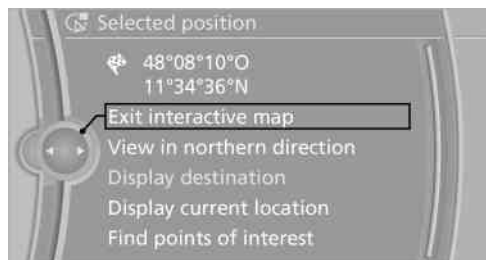 Selected position
48°08'10"O
11°34'36"N
Exit interactive map
View in northern direction
Display destination
Display current location
Find points of interest